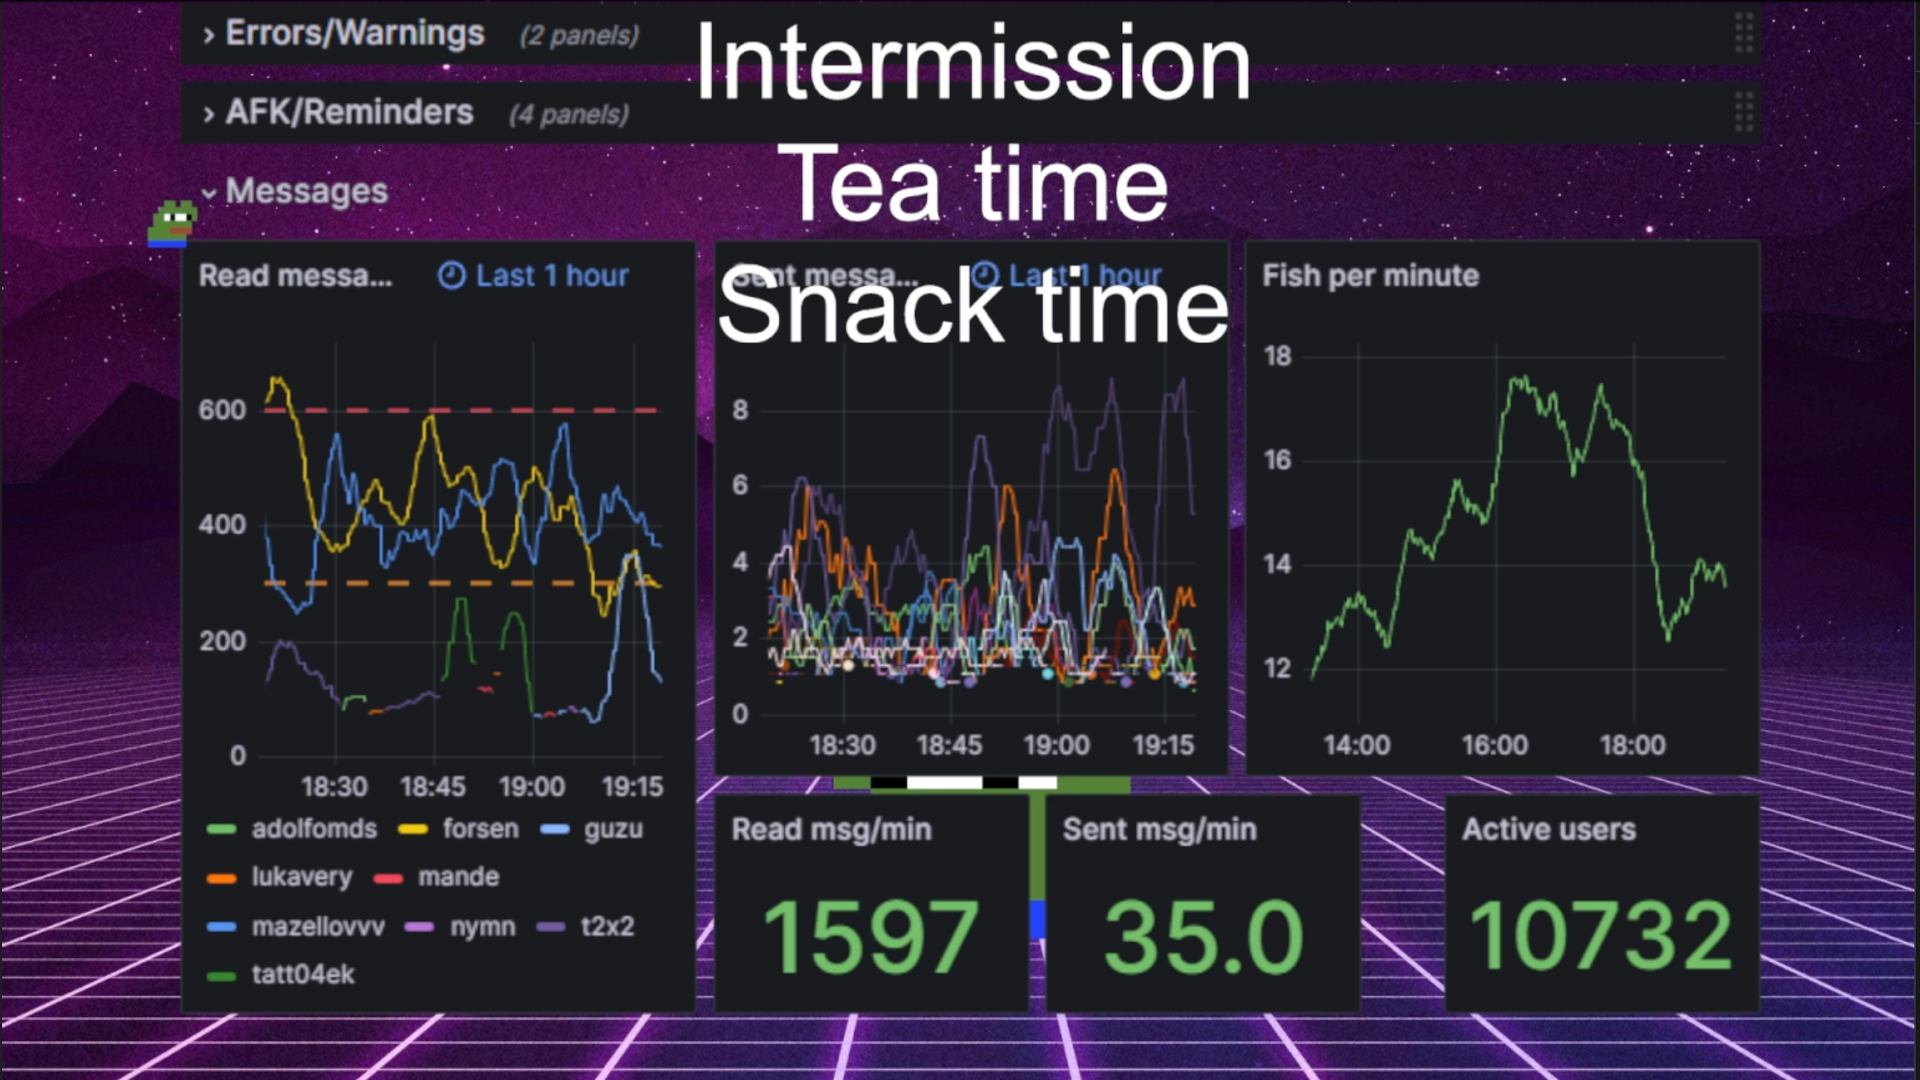 Errors/Warnings (2 panels)
Intermission
AFK/Reminders (4 panels)
Tea time
Messages
Snack time
Read messa... Last 1 hour
Sent messa... Last 1 hour
Fish per minute
600
400
200
0
18:30 18:45 19:00 19:15
8
6
4
2
0
18:30 18:45 19:00 19:15
18
16
14
12
14:00 16:00 18:00
adolfomds forsen guzu
lukavery mande
mazellovvv nymn t2x2
tatt04ek
Read msg/min
1597
Sent msg/min
35.0
Active users
10732